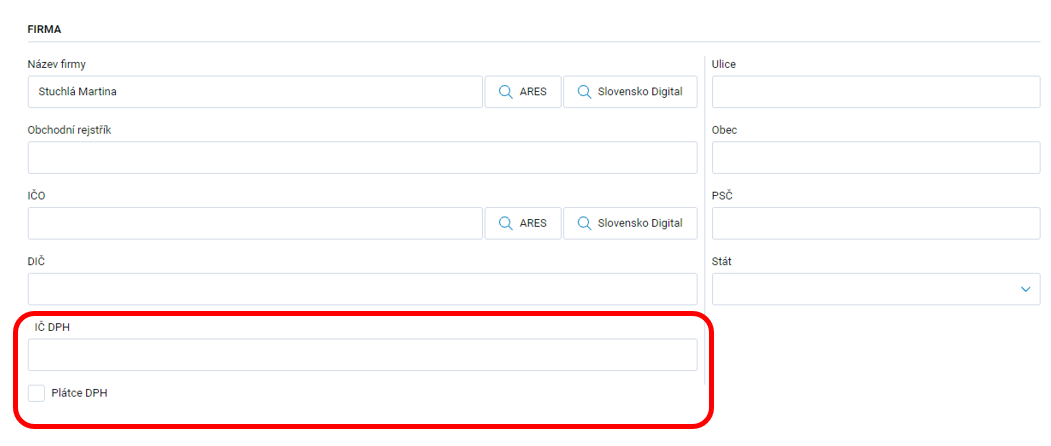 FIRMA
Název firmy
Stuchlá Martina
ARES
Slovensko Digital
Obchodní rejstřík
IČO
ARES
Slovensko Digital
DIČ
IČ DPH
Plátce DPH
Ulice
Obec
PSČ
Stát